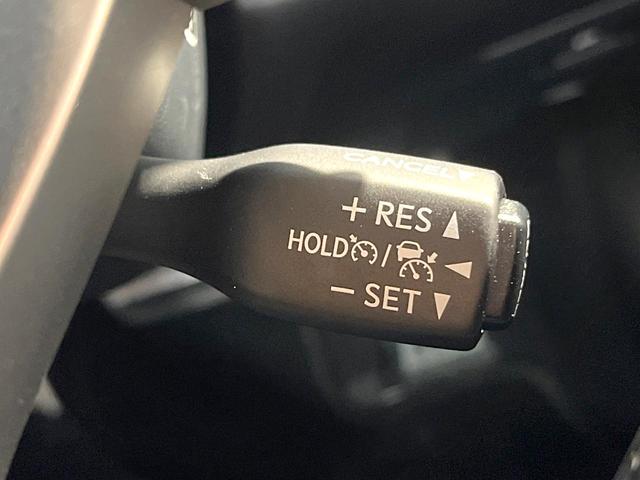 CANCEL▼
+ RES ▲
HOLD / ◀
− SET ▼